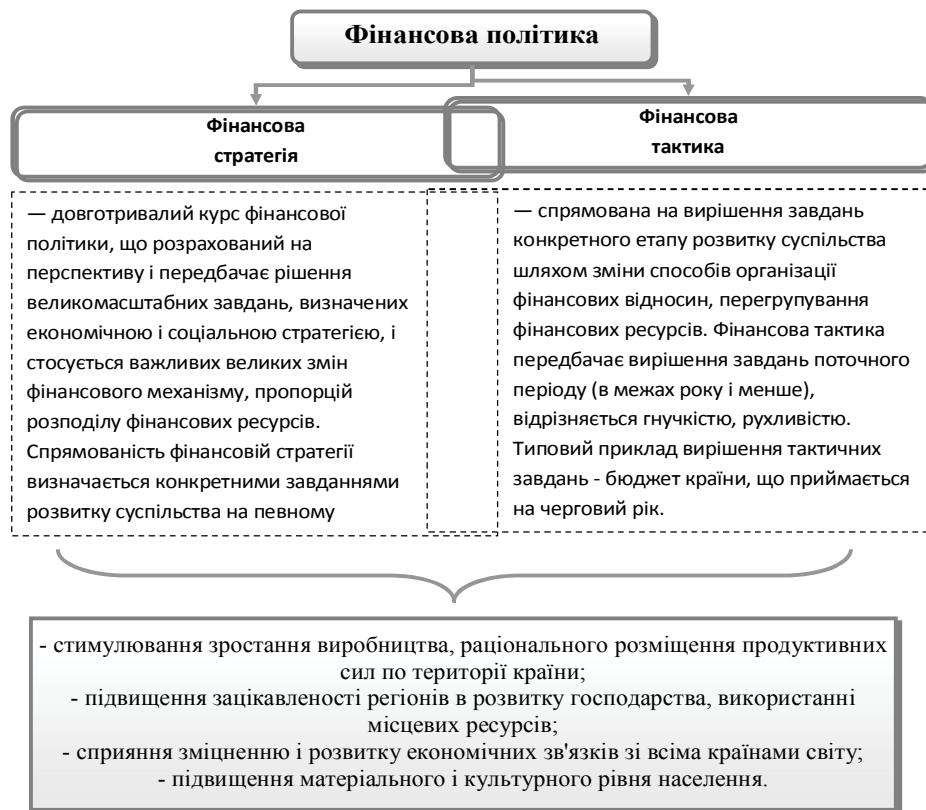 Фінансова політика
Фінансова
стратегія
Фінансова
тактика
— довготривалий курс фінансової
політики, що розрахований на
перспективу і передбачає рішення
великомасштабних завдань, визначених
економічною і соціальною стратегією, і
стосується важливих великих змін
фінансового механізму, пропорцій
розподілу фінансових ресурсів.
Спрямованість фінансовій стратегії
визначається конкретними завданнями
розвитку суспільства на певному
— спрямована на вирішення завдань
конкретного етапу розвитку суспільства
шляхом зміни способів організації
фінансових відносин, перегрупування
фінансових ресурсів. Фінансова тактика
передбачає вирішення завдань поточного
періоду (в межах року і менше),
відрізняється гнучкістю, рухливістю.
Типовий приклад вирішення тактичних
завдань - бюджет країни, що приймається
на черговий рік.
- стимулювання зростання виробництва, раціонального розміщення продуктивних
сил по території країни;
- підвищення зацікавленості регіонів в розвитку господарства, використанні
місцевих ресурсів;
- сприяння зміцненню і розвитку економічних зв'язків зі всіма країнами світу;
- підвищення матеріального і культурного рівня населення.